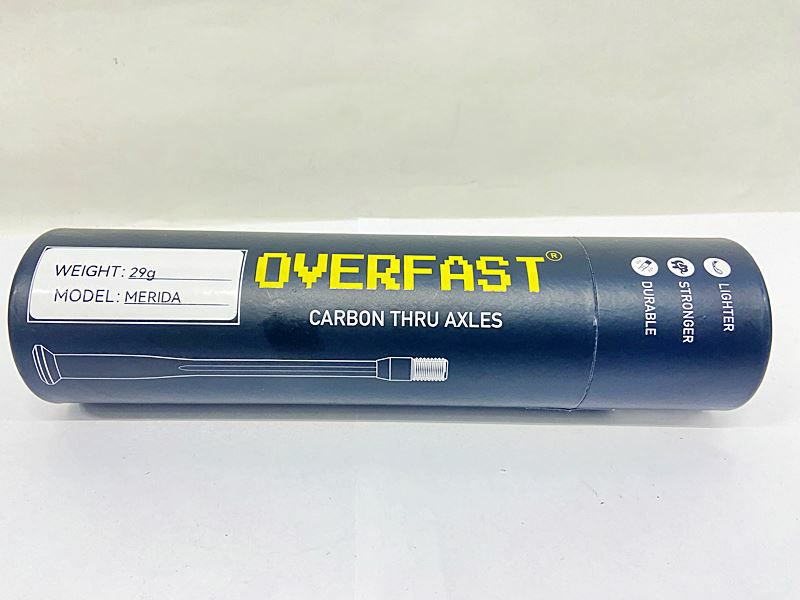 WEIGHT: 29g
MODEL: MERIDA
OVERFAST®
CARBON THRU AXLES
LIGHTER
STRONGER
DURABLE